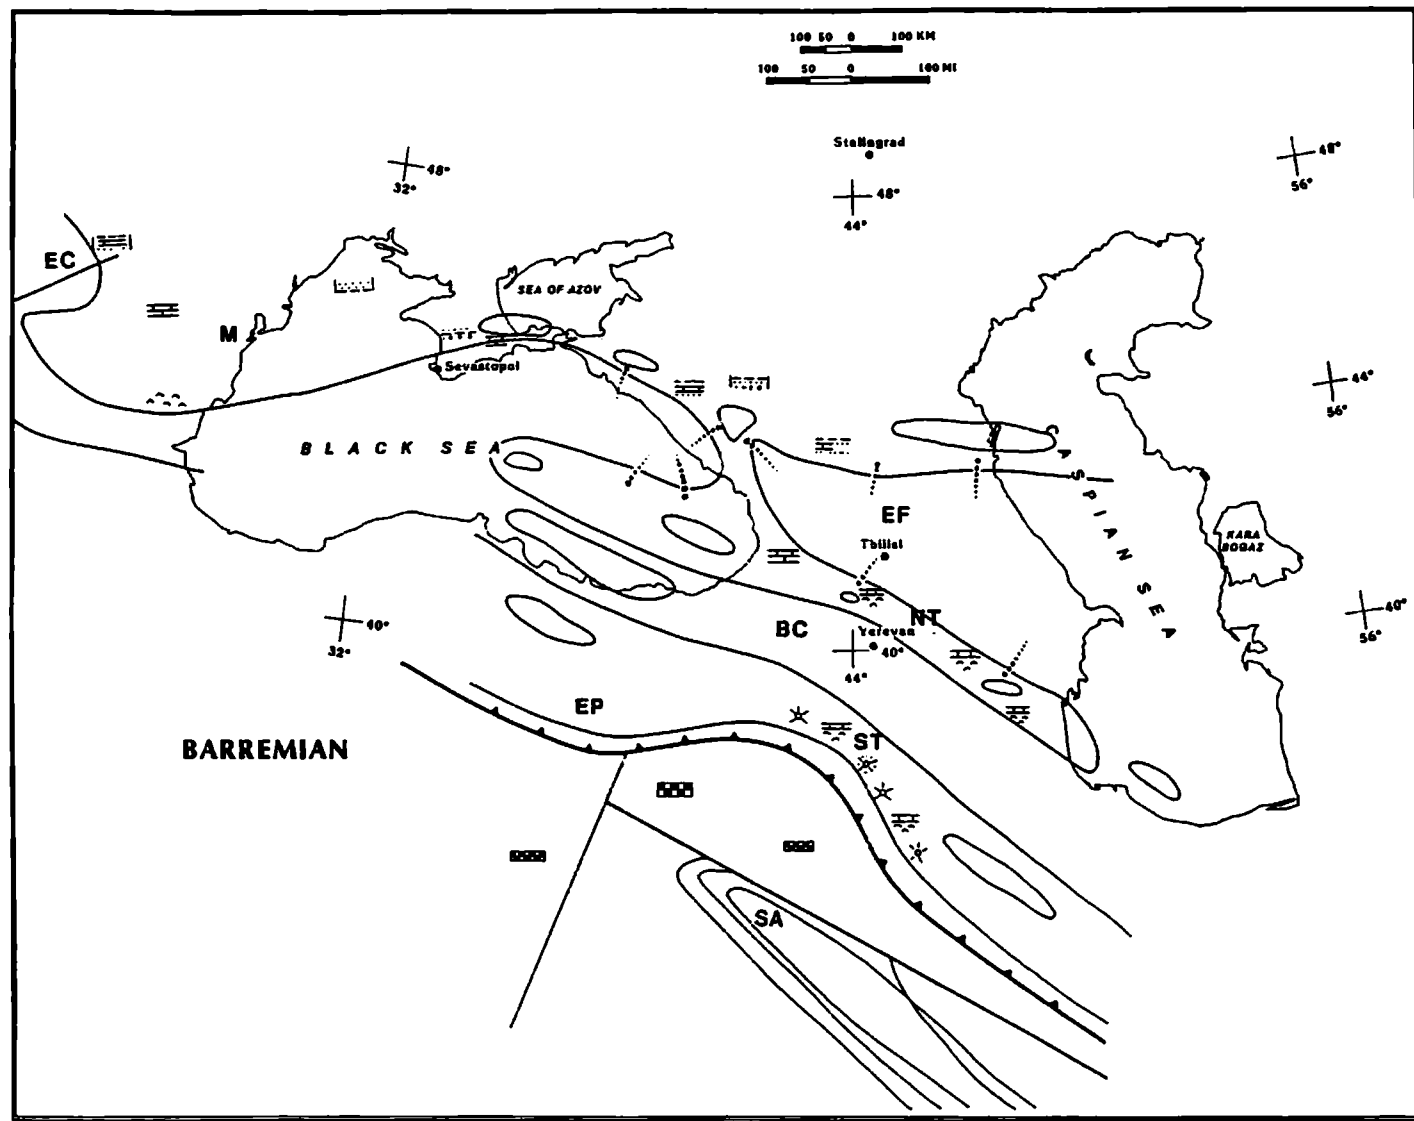 100 50 0 100 KM
100 50 0 100 MI
Stalingrad
48°
32°
48°
44°
48°
56°
EC
SEA OF AZOV
M
Sevastopol
44°
56°
BLACK SEA
CASPIAN SEA
EF
KARA
BOGAZ
Tbilisi
40°
32°
BC
NT
Yerevan
40°
44°
40°
56°
EP
BARREMIAN
ST
SA